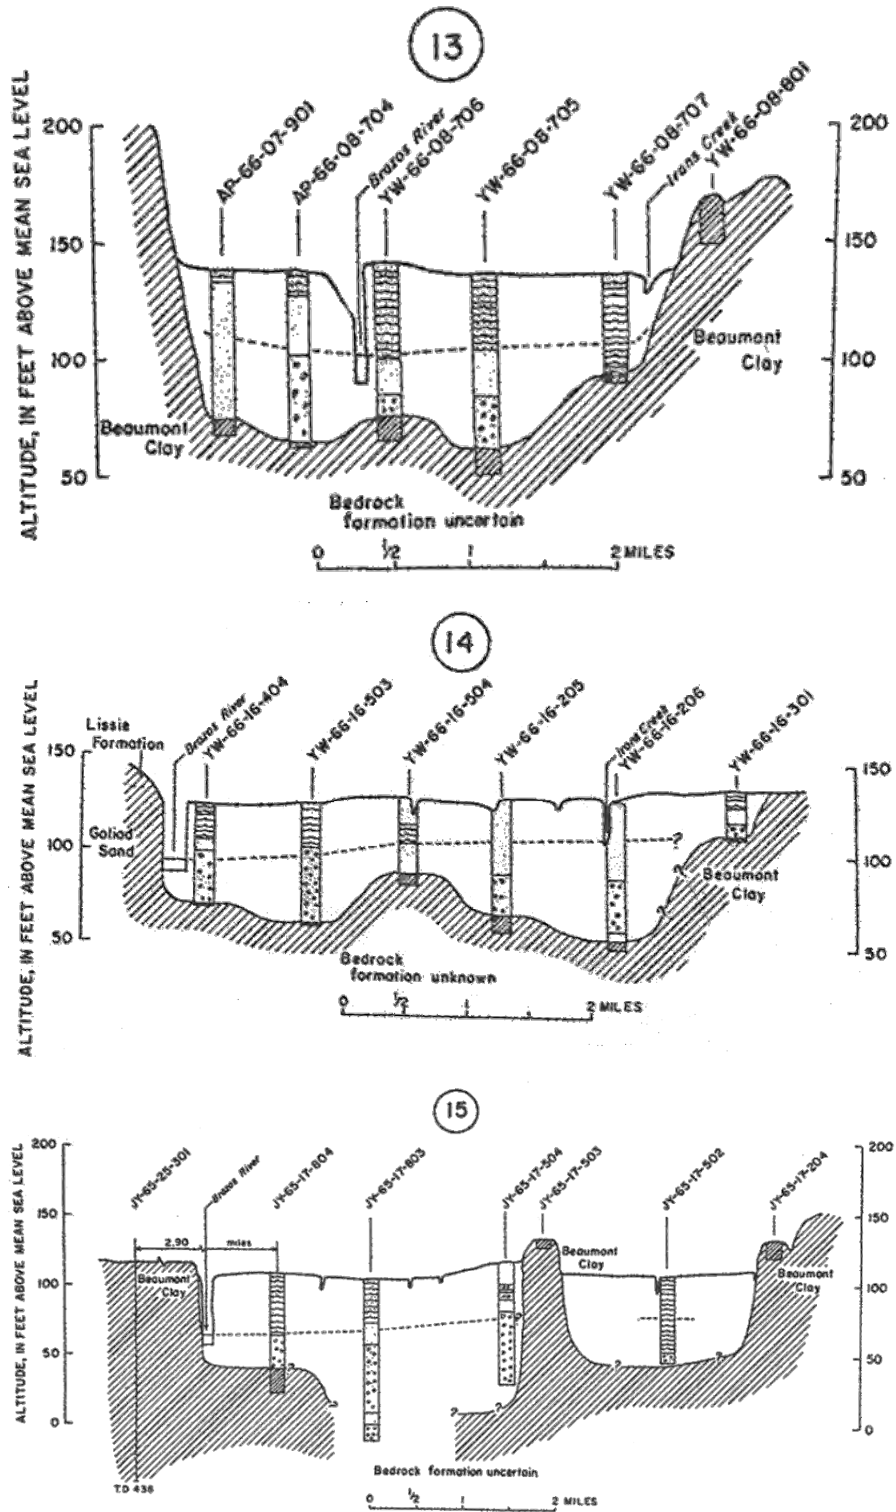 13
ALTITUDE, IN FEET ABOVE MEAN SEA LEVEL
AP-66-07-901
AP-66-08-704
Brazos River
YW-66-08-706
YW-66-08-705
YW-66-08-707
Irons Creek
YW-66-08-801
200
150
100
50
200
150
100
50
Beaumont
Clay
Beaumont
Clay
Bedrock
formation uncertain
0 1/2 1 2 MILES
14
ALTITUDE, IN FEET ABOVE MEAN SEA LEVEL
Lissie
Formation
Brazos River
YW-66-16-404
YW-66-16-503
YW-66-16-504
YW-66-16-205
Irons Creek
YW-66-16-206
YW-66-16-301
150
100
50
150
100
50
Goliad
Sand
?
?
?
Beaumont
Clay
Bedrock
formation unknown
0 1/2 1 2 MILES
15
ALTITUDE, IN FEET ABOVE MEAN SEA LEVEL
JY-65-25-301
Brazos River
JY-65-17-804
JY-65-17-803
JY-65-17-504
JY-65-17-503
JY-65-17-502
JY-65-17-204
200
150
100
50
0
200
150
100
50
0
2.90 miles
Beaumont
Clay
Beaumont
Clay
Beaumont
Clay
?
?
?
?
?
?
?
T.D 436
Bedrock formation uncertain
0 1/2 1 2 MILES